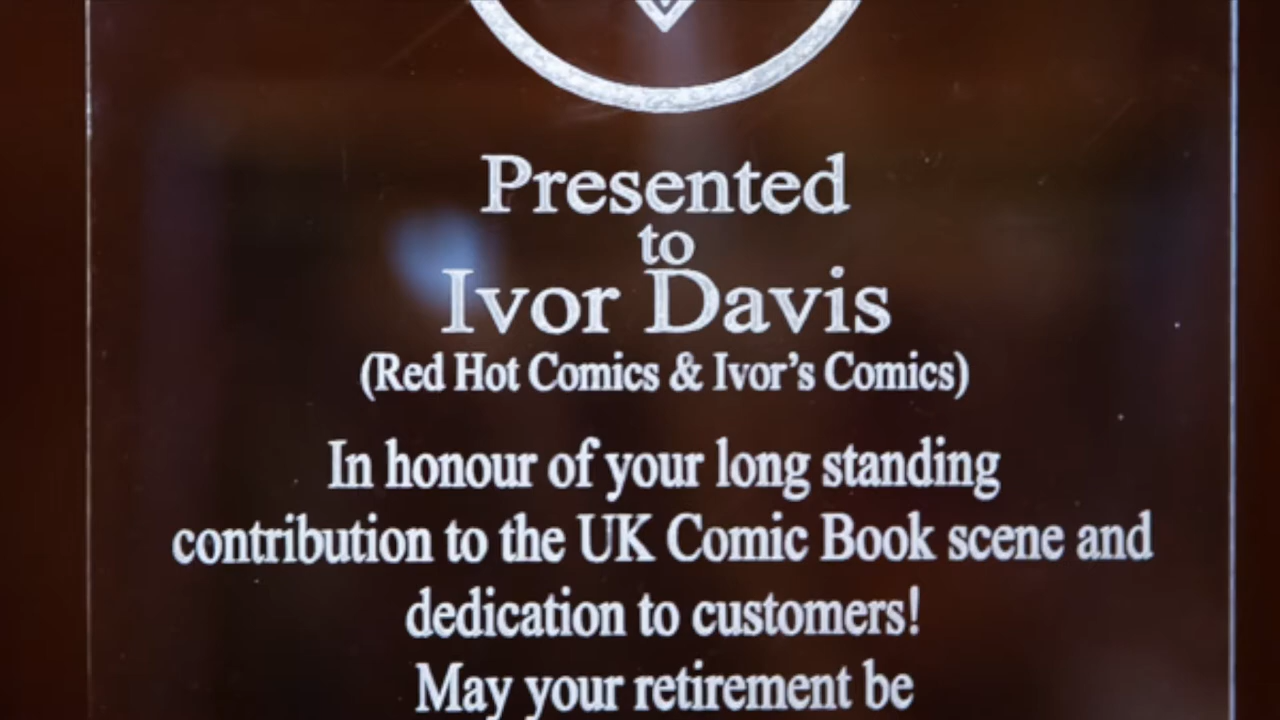 Presented
to
Ivor Davis
(Red Hot Comics & Ivor's Comics)
In honour of your long standing
contribution to the UK Comic Book scene and
dedication to customers!
May your retirement be